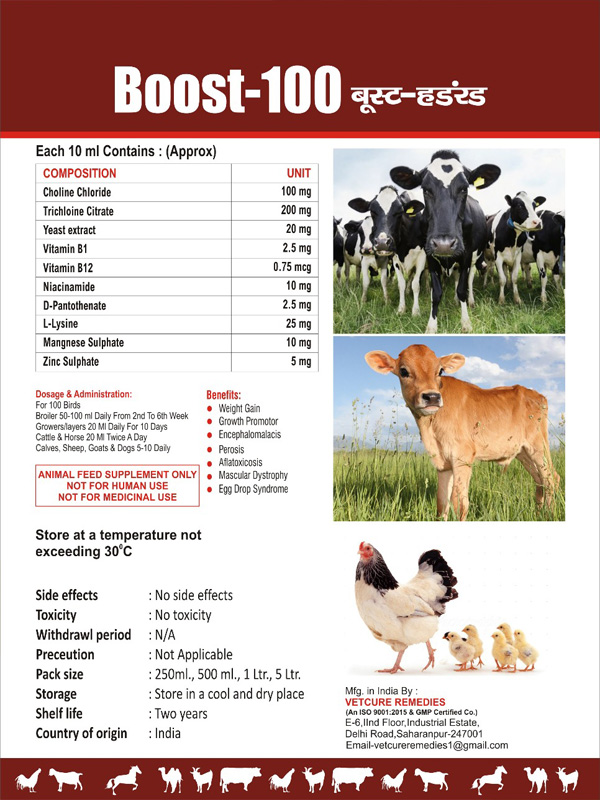 Boost-100 बूस्ट-हडंरड
Each 10 ml Contains : (Approx)
COMPOSITION UNIT
Choline Chloride 100 mg
Trichloine Citrate 200 mg
Yeast extract 20 mg
Vitamin B1 2.5 mg
Vitamin B12 0.75 mcg
Niacinamide 10 mg
D-Pantothenate 2.5 mg
L-Lysine 25 mg
Mangnese Sulphate 10 mg
Zinc Sulphate 5 mg
Dosage & Administration:
For 100 Birds
Broiler 50-100 ml Daily From 2nd To 6th Week
Growers/layers 20 Ml Daily For 10 Days
Cattle & Horse 20 Ml Twice A Day
Calves, Sheep, Goats & Dogs 5-10 Daily
ANIMAL FEED SUPPLEMENT ONLY
NOT FOR HUMAN USE
NOT FOR MEDICINAL USE
Benefits:
Weight Gain
Growth Promotor
Encephalomalacis
Perosis
Aflatoxicosis
Mascular Dystrophy
Egg Drop Syndrome
Store at a temperature not
exceeding 30°C
Side effects : No side effects
Toxicity : No toxicity
Withdrawl period : N/A
Preceution : Not Applicable
Pack size : 250ml., 500 ml., 1 Ltr., 5 Ltr.
Storage : Store in a cool and dry place
Shelf life : Two years
Country of origin : India
Mfg. in India By :
VETCURE REMEDIES
(An ISO 9001:2015 & GMP Certified Co.)
E-6,IInd Floor,Industrial Estate,
Delhi Road,Saharanpur-247001
Email-vetcureremedies1@gmail.com